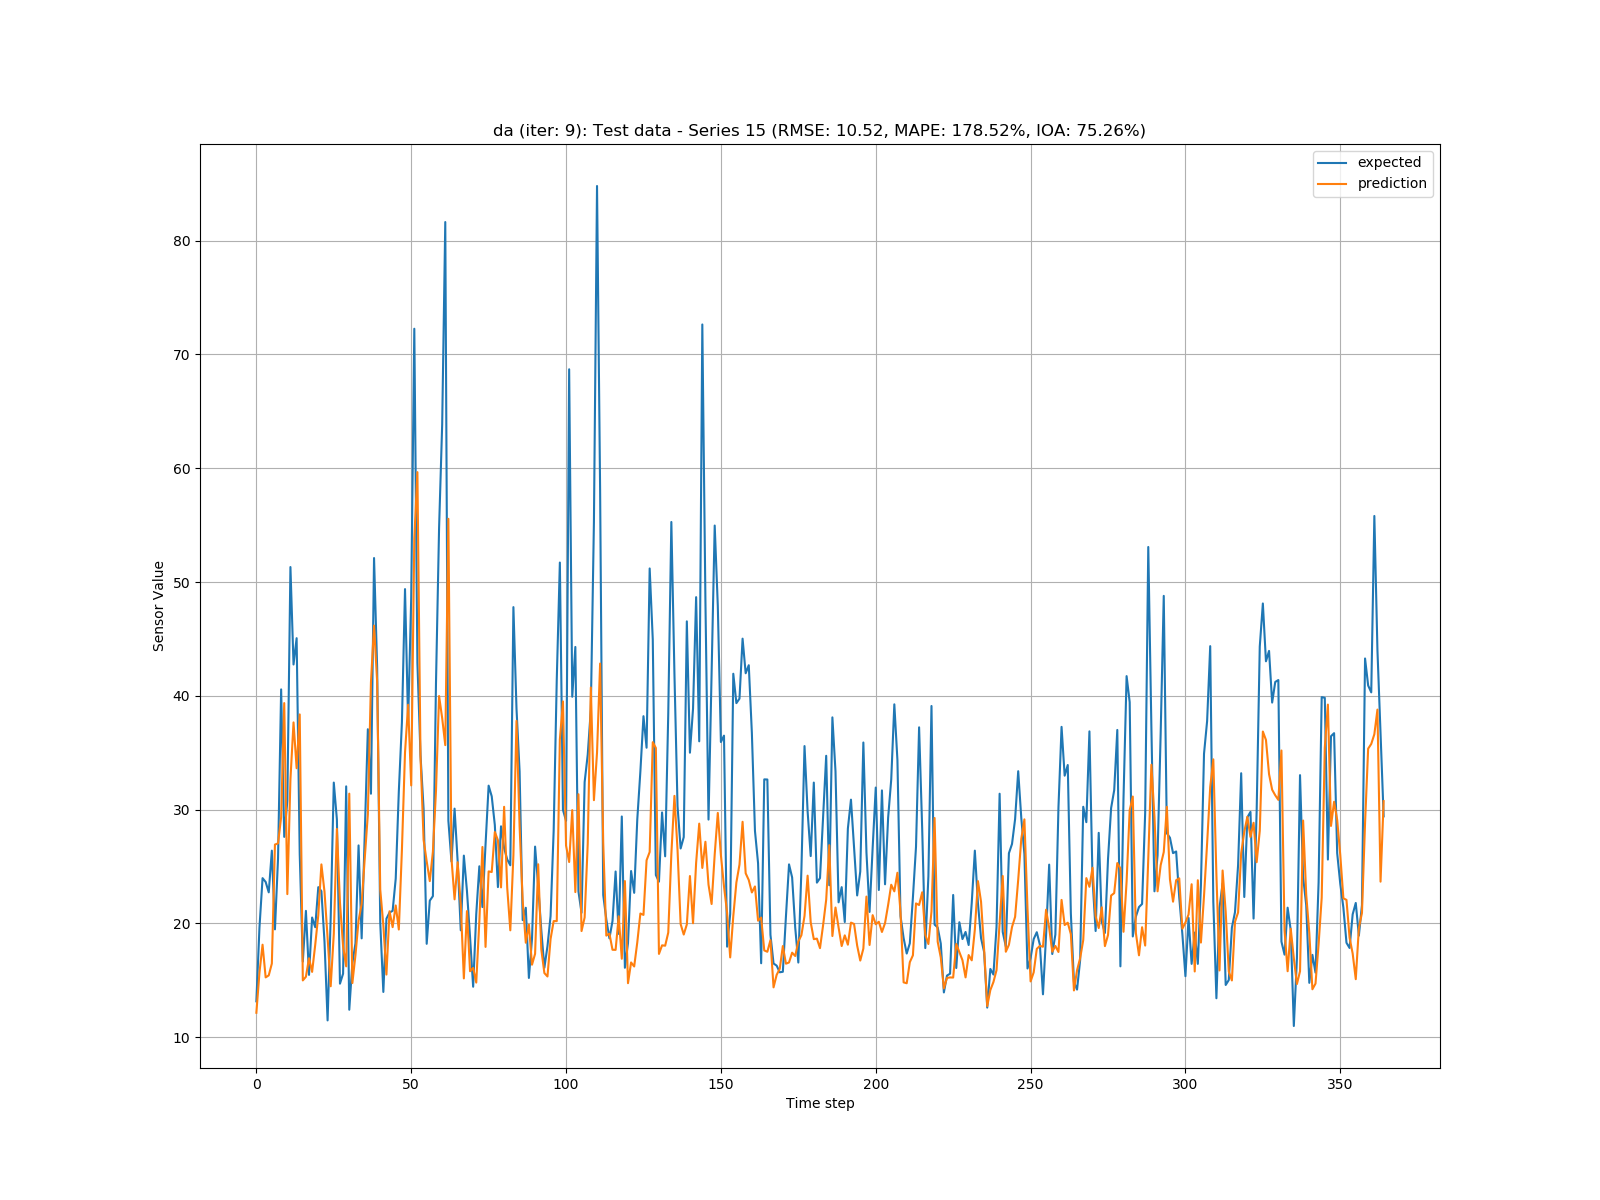 da (iter: 9): Test data - Series 15 (RMSE: 10.52, MAPE: 178.52%, IOA: 75.26%)
expected
prediction
80
70
60
50
40
30
20
10
Sensor Value
0 50 100 150 200 250 300 350
Time step